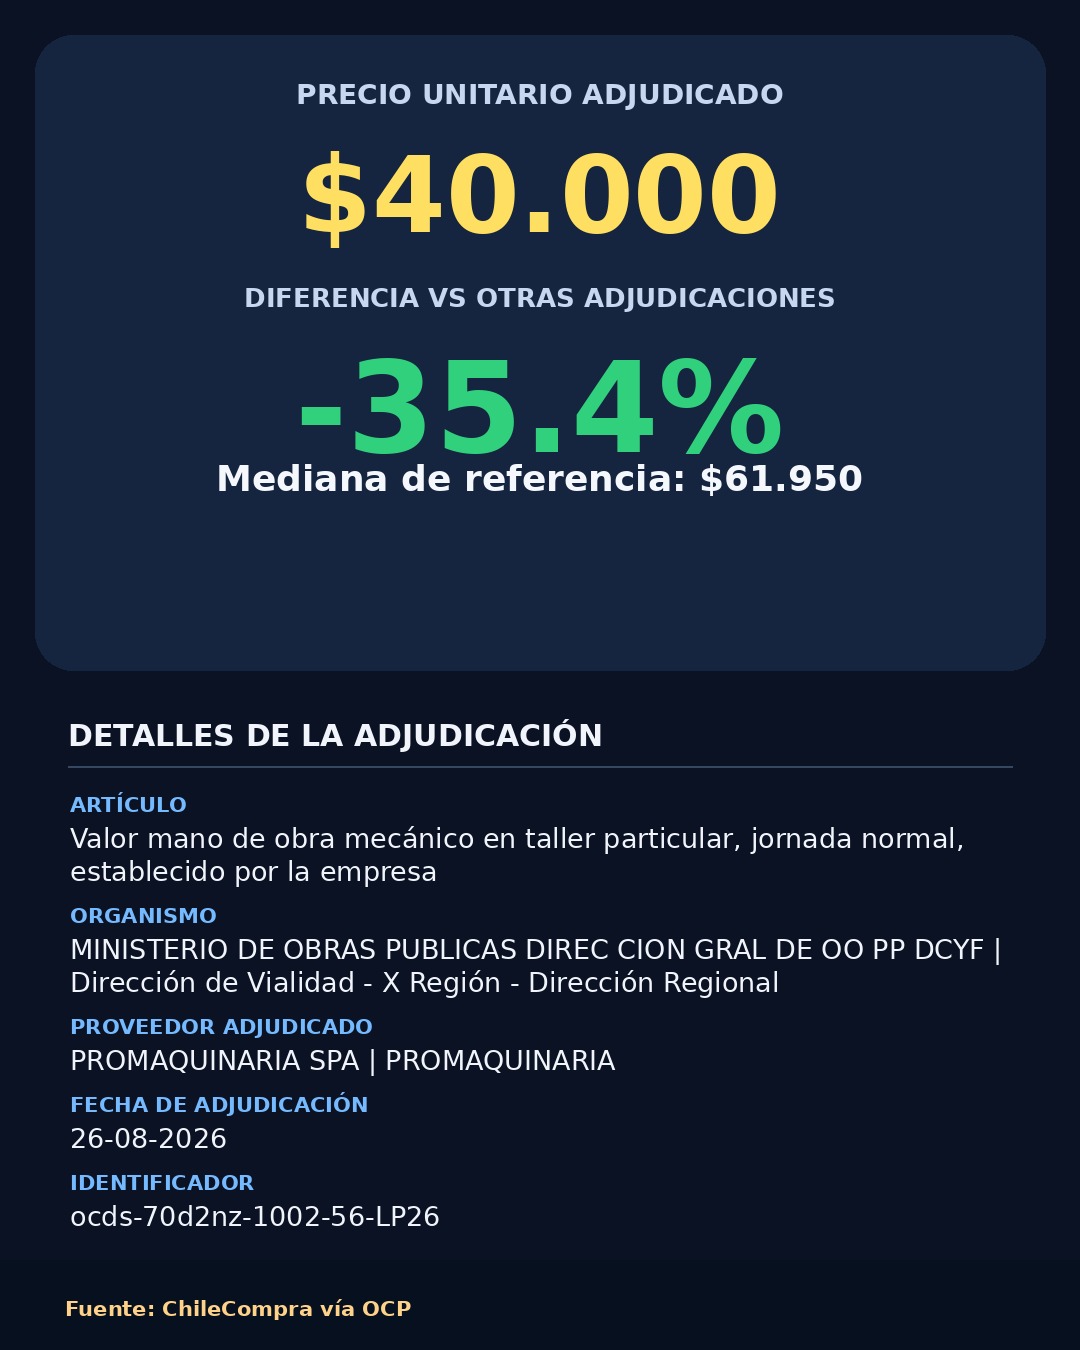 PRECIO UNITARIO ADJUDICADO
$40.000
DIFERENCIA VS OTRAS ADJUDICACIONES
-35.4%
Mediana de referencia: $61.950
DETALLES DE LA ADJUDICACIÓN
ARTÍCULO
Valor mano de obra mecánico en taller particular, jornada normal,
establecido por la empresa
ORGANISMO
MINISTERIO DE OBRAS PUBLICAS DIREC CION GRAL DE OO PP DCYF |
Dirección de Vialidad - X Región - Dirección Regional
PROVEEDOR ADJUDICADO
PROMAQUINARIA SPA | PROMAQUINARIA
FECHA DE ADJUDICACIÓN
26-08-2026
IDENTIFICADOR
ocds-70d2nz-1002-56-LP26
Fuente: ChileCompra vía OCP